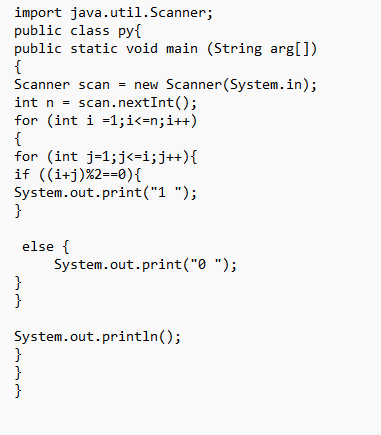 import java.util.Scanner;
public class py{
public static void main (String arg[])
{
Scanner scan = new Scanner(System.in);
int n = scan.nextInt();
for (int i =1;i<=n;i++)
{
for (int j=1;j<=i;j++){
if ((i+j)%2==0){
System.out.print("1 ");
}
else {
System.out.print("0 ");
}
}
System.out.println();
}
}
}